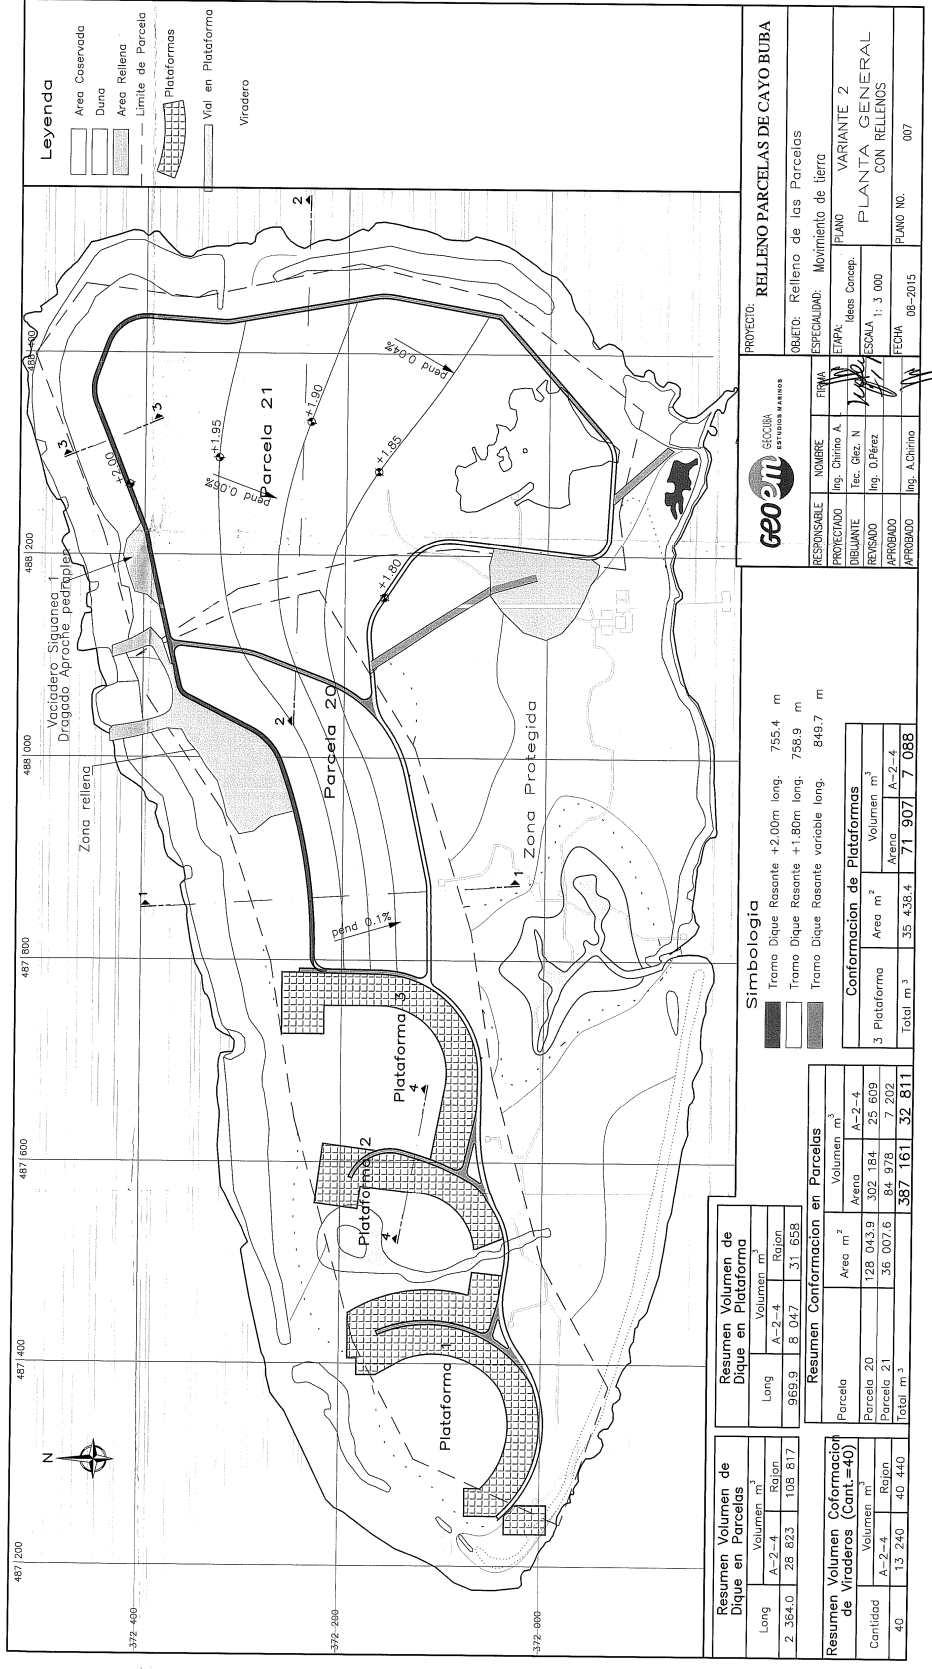 Leyenda
Area Coservada
Duna
Area Rellena
Limite de Parcela
Plataformas
Vial en Plataforma
Viradero
N
487 200
487 400
487 600
487 800
488 000
488 200
488 400
372 400
372 200
372 000
Vaciadero Siguanea 1
Dragado Aproche pedraplen
Zona rellena
Parcela 21
Parcela 20
Plataforma 3
Plataforma 2
Plataforma 1
Zona Protegida
+2.00
+1.95
+1.90
+1.85
+1.80
pend 0.06%
pend 0.04%
pend 0.1%
1
1
2
2
3
3
4
4
Simbologia
Tramo Dique Rasante +2.00m long. 755.4 m
Tramo Dique Rasante +1.80m long. 758.9 m
Tramo Dique Rasante variable long. 849.7 m
Resumen Volumen de
Dique en Parcelas
Long Volumen m³
A-2-4 Rajon
2 364.0 28 823 108 817
Resumen Volumen de
Dique en Plataforma
Long Volumen m³
A-2-4 Rajon
969.9 8 047 31 658
Resumen Volumen Coformacion
de Viraderos (Cant.=40)
Cantidad Volumen m³
A-2-4 Rajon
40 13 240 40 440
Resumen Conformacion en Parcelas
Parcela Area m² Volumen m³
Arena A-2-4
Parcela 20 128 043.9 302 184 25 609
Parcela 21 36 007.6 84 978 7 202
Total m³ 387 161 32 811
Conformacion de Plataformas
3 Plataforma Area m² Volumen m³
Arena A-2-4
Total m³ 35 438.4 71 907 7 088
GEOem GEOCUBA
ESTUDIOS MARINOS
RESPONSABLE NOMBRE FIRMA
PROYECTADO Ing. Chirino A.
DIBUJANTE Tec. Glez. N
REVISADO Ing. O.Pérez
APROBADO
APROBADO Ing. A.Chirino
PROYECTO:
RELLENO PARCELAS DE CAYO BUBA
OBJETO: Relleno de las Parcelas
ESPECIALIDAD: Movimiento de tierra
ETAPA: Ideas Concep.
ESCALA 1: 3 000
FECHA 08-2015
PLANO VARIANTE 2
PLANTA GENERAL
CON RELLENOS
PLANO NO. 007